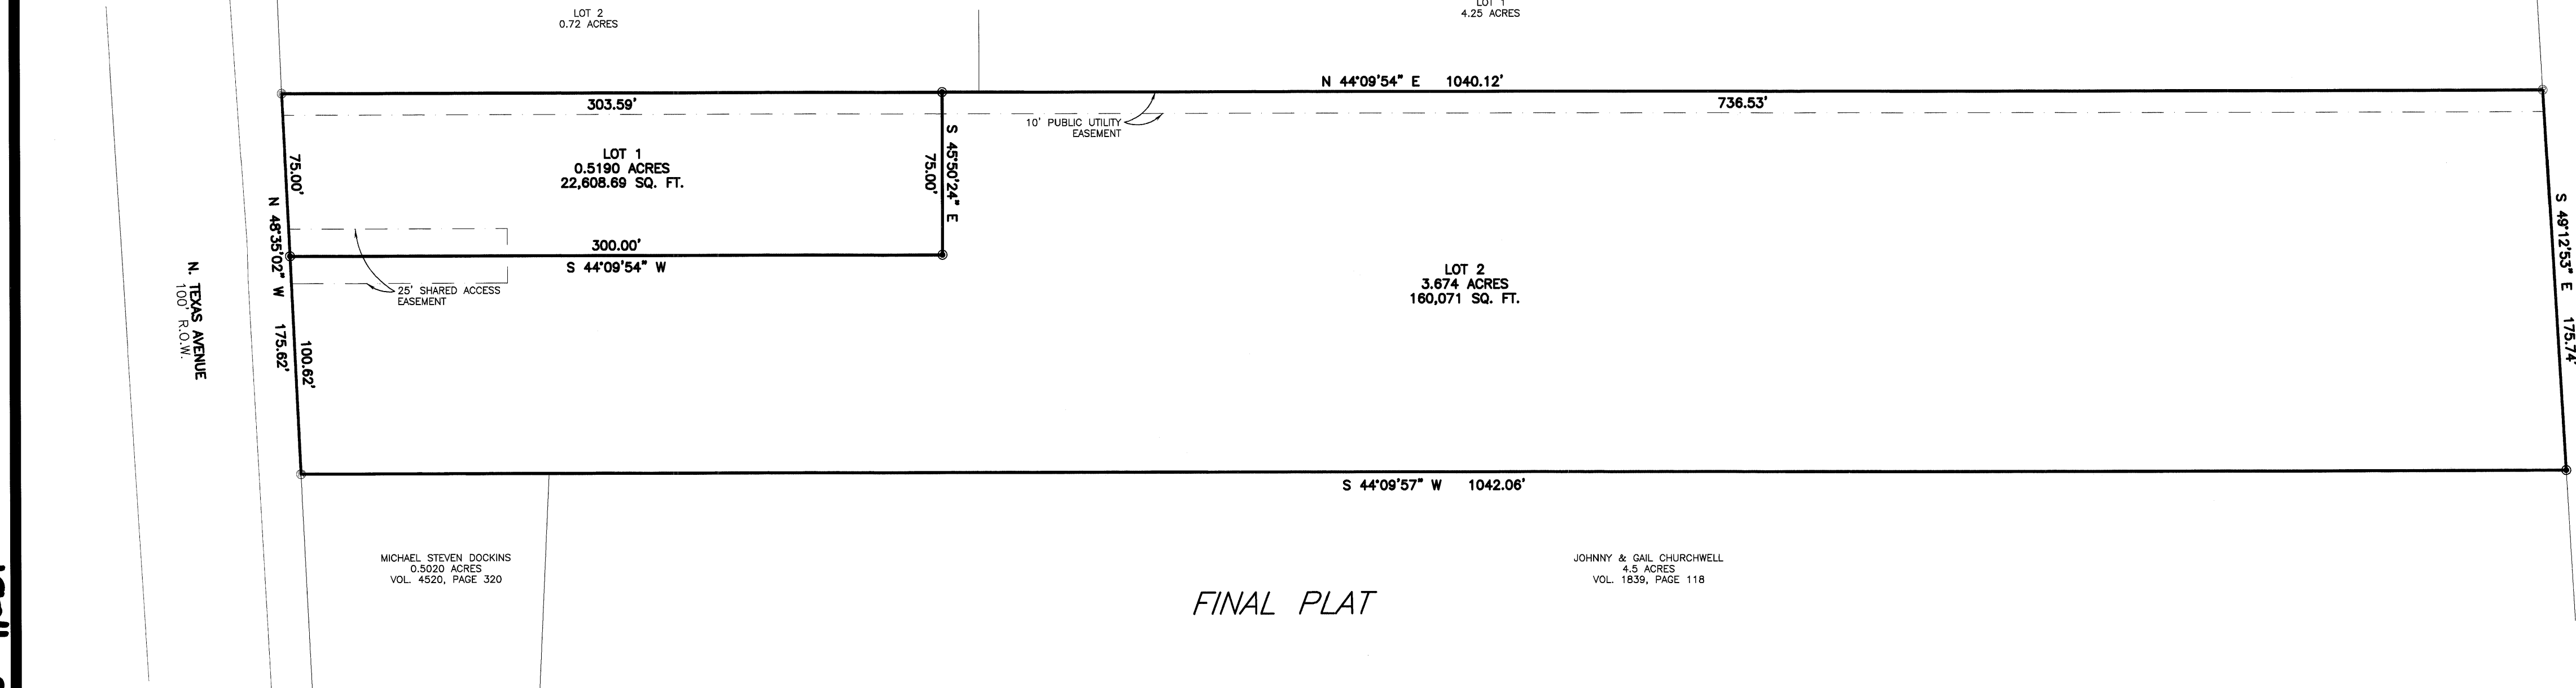 LOT 2
0.72 ACRES
LOT 1
4.25 ACRES
N 44°09'54" E 1040.12'
303.59'
736.53'
10' PUBLIC UTILITY
EASEMENT
LOT 1
0.5190 ACRES
22,608.69 SQ. FT.
75.00'
S 45°50'24" E
75.00'
N 48°35'02" W 175.62'
300.00'
S 44°09'54" W
25' SHARED ACCESS
EASEMENT
100.62'
N. TEXAS AVENUE
100' R.O.W.
LOT 2
3.674 ACRES
160,071 SQ. FT.
S 49°12'53" E 175.74'
S 44°09'57" W 1042.06'
MICHAEL STEVEN DOCKINS
0.5020 ACRES
VOL. 4520, PAGE 320
JOHNNY & GAIL CHURCHWELL
4.5 ACRES
VOL. 1839, PAGE 118
FINAL PLAT